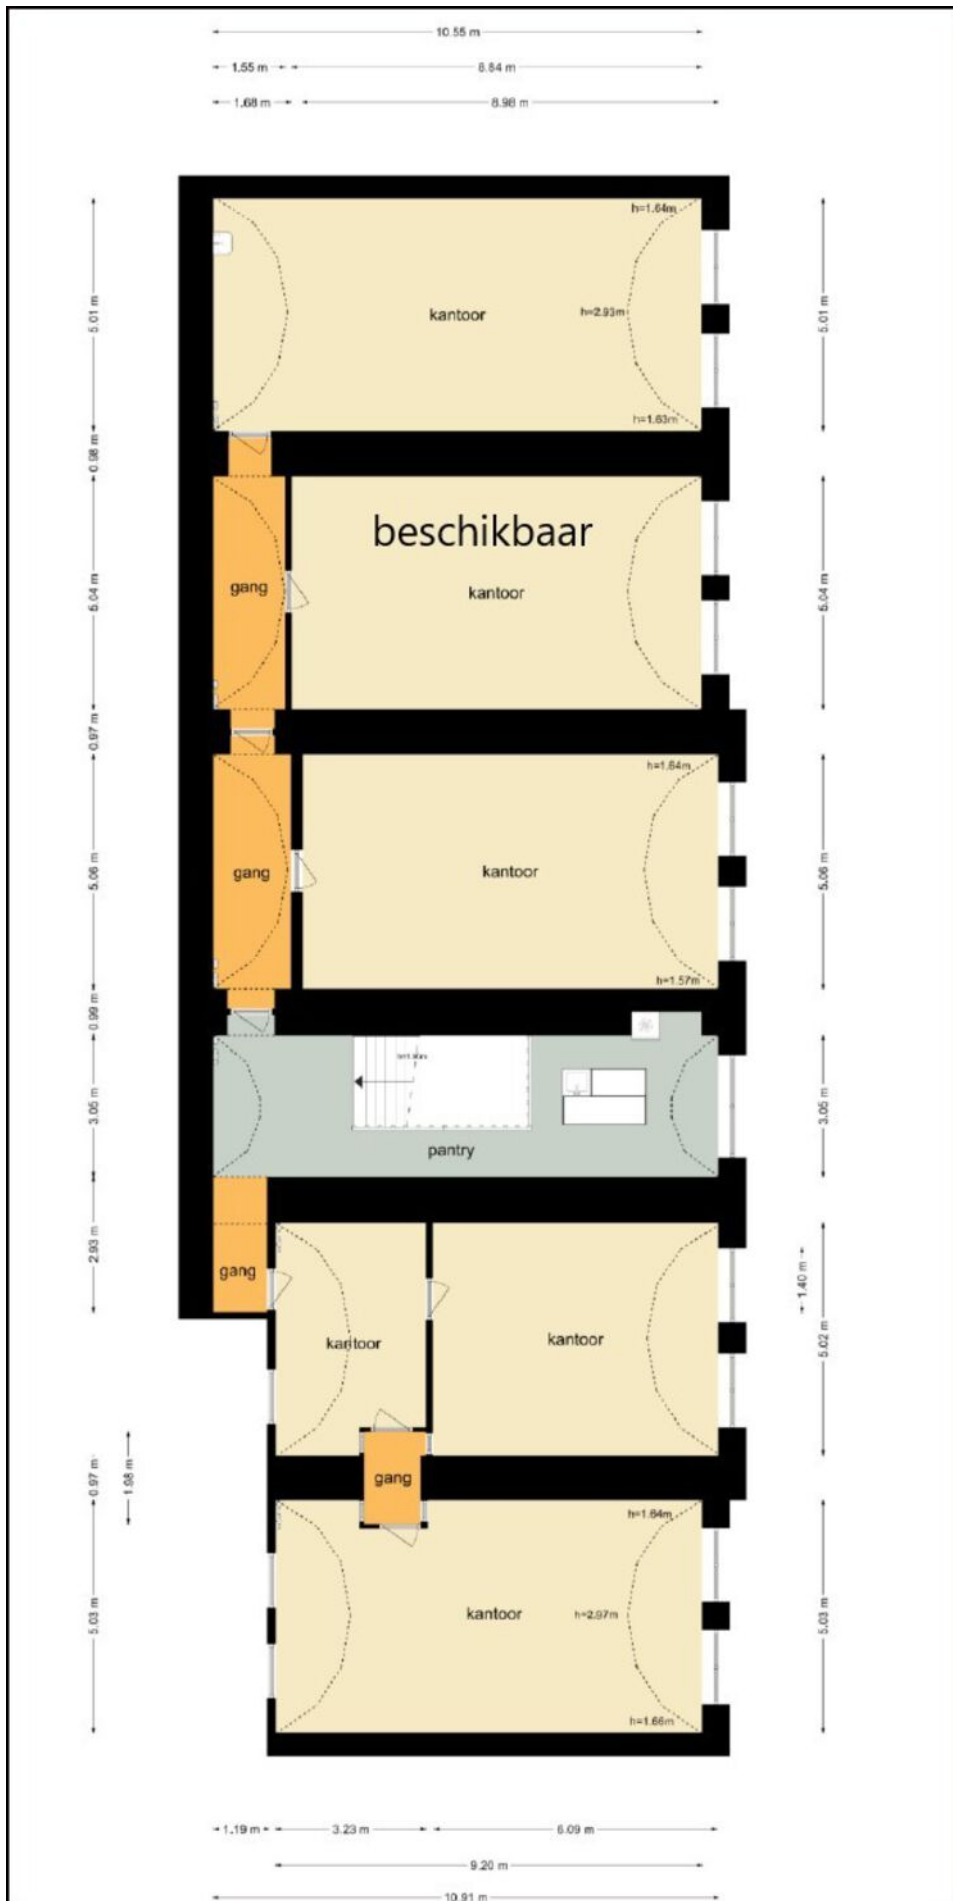 10.55 m
1.55 m
8.84 m
1.68 m
8.98 m
h=1.64m
5.01 m
kantoor
h=2.93m
5.01 m
h=1.63m
0.98 m
beschikbaar
5.04 m
gang
kantoor
5.04 m
0.97 m
h=1.64m
5.06 m
gang
kantoor
5.06 m
h=1.57m
0.99 m
3.05 m
3.05 m
pantry
2.93 m
gang
1.40 m
kantoor
kantoor
5.02 m
0.97 m
1.98 m
gang
h=1.64m
5.03 m
kantoor
h=2.97m
5.03 m
h=1.66m
1.19 m
3.23 m
6.09 m
9.20 m
10.91 m